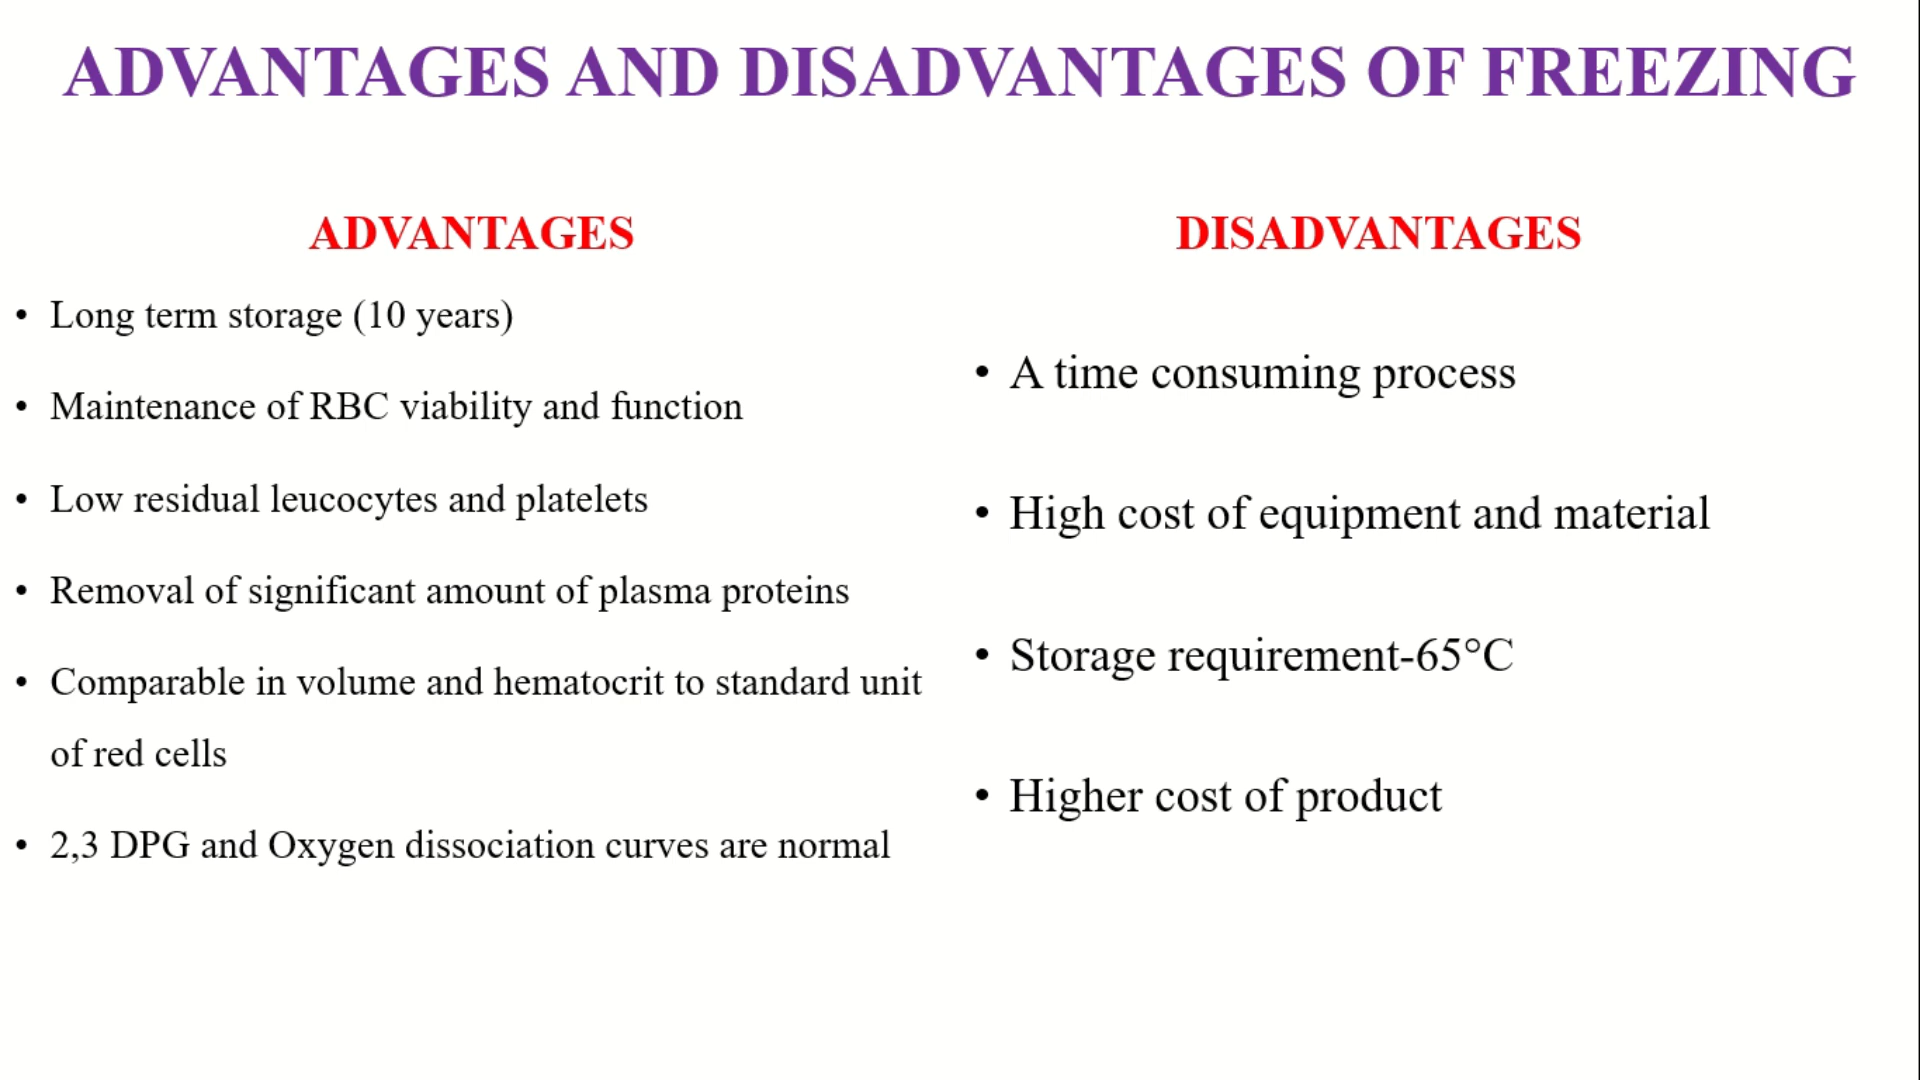 ADVANTAGES AND DISADVANTAGES OF FREEZING
ADVANTAGES
• Long term storage (10 years)
• Maintenance of RBC viability and function
• Low residual leucocytes and platelets
• Removal of significant amount of plasma proteins
• Comparable in volume and hematocrit to standard unit
of red cells
• 2,3 DPG and Oxygen dissociation curves are normal
DISADVANTAGES
• A time consuming process
• High cost of equipment and material
• Storage requirement-65°C
• Higher cost of product